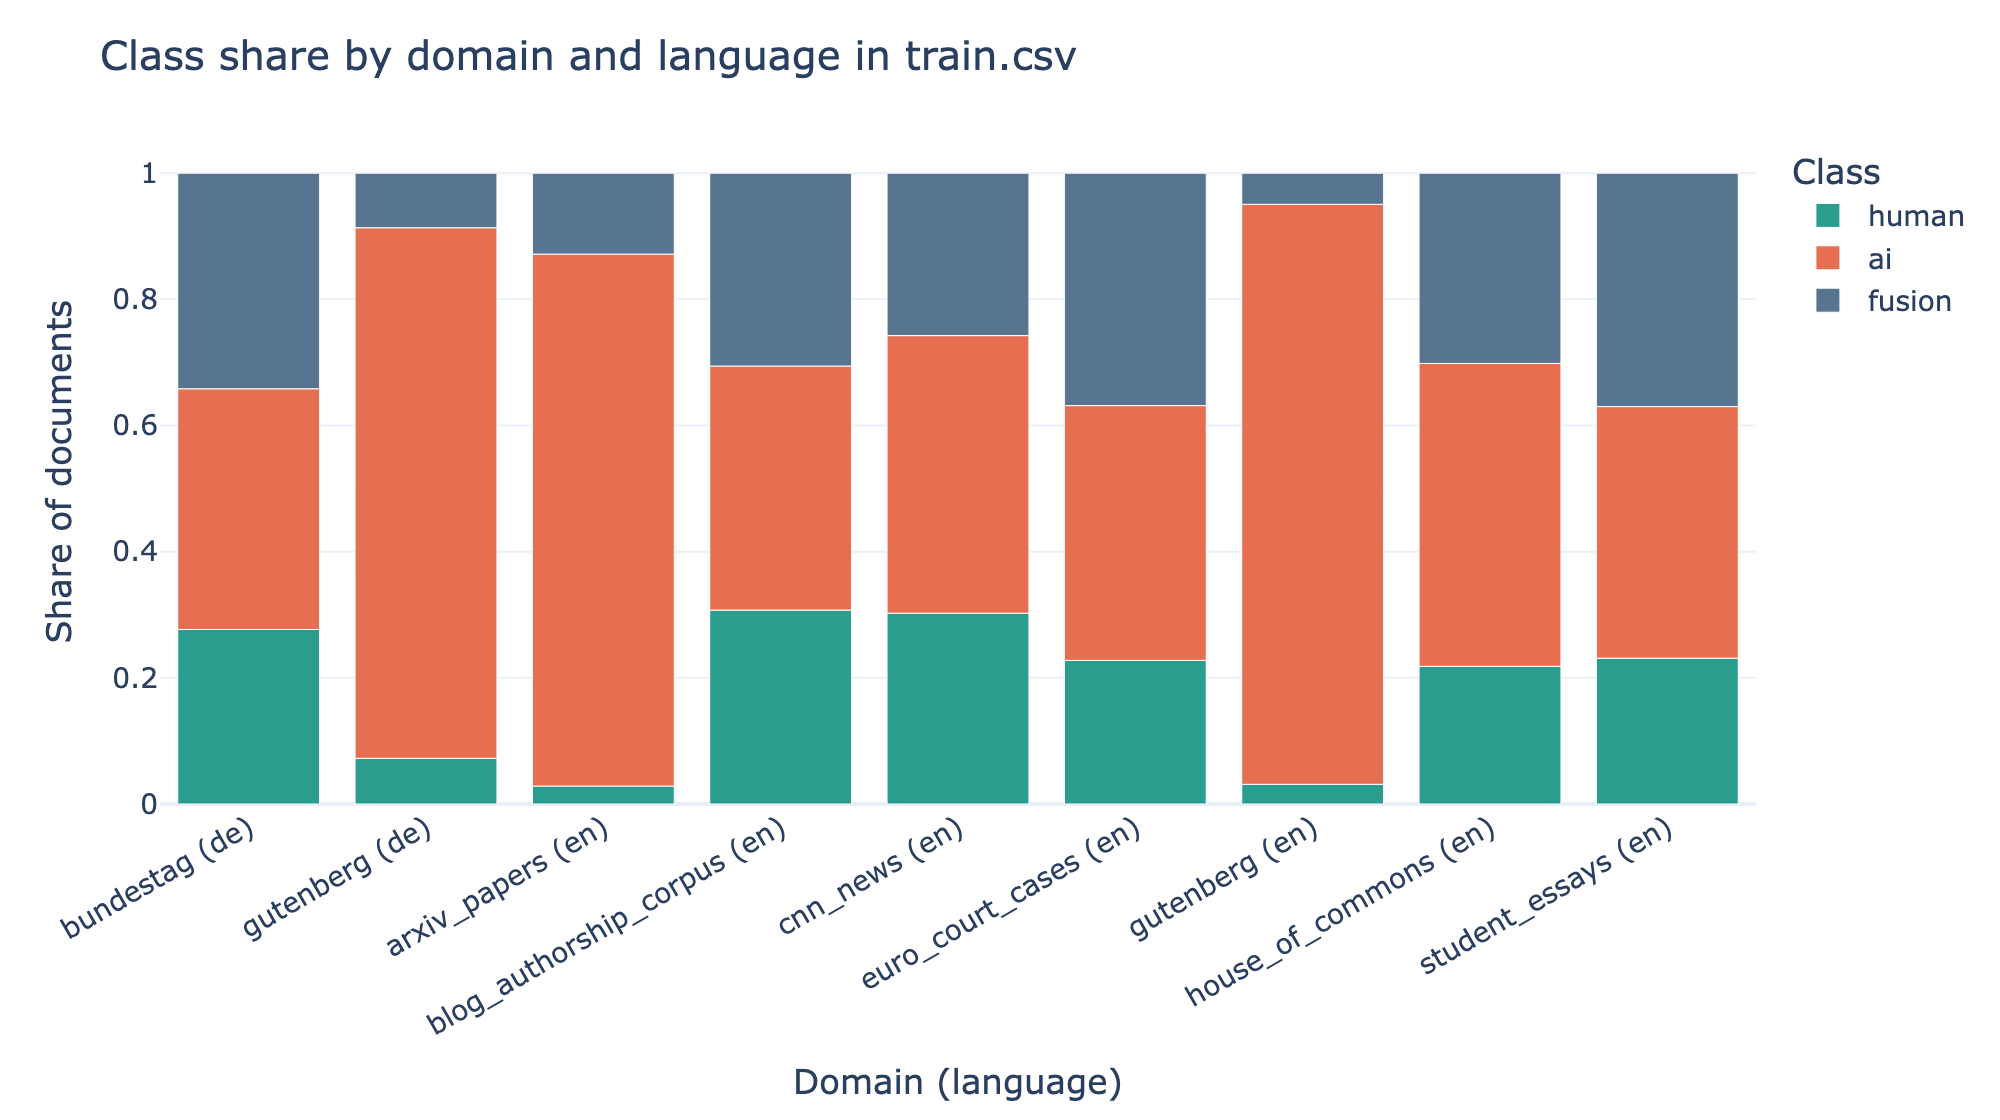 Class share by domain and language in train.csv
Class
human
ai
fusion
Share of documents
1
0.8
0.6
0.4
0.2
0
bundestag (de)
gutenberg (de)
arxiv_papers (en)
blog_authorship_corpus (en)
cnn_news (en)
euro_court_cases (en)
gutenberg (en)
house_of_commons (en)
student_essays (en)
Domain (language)